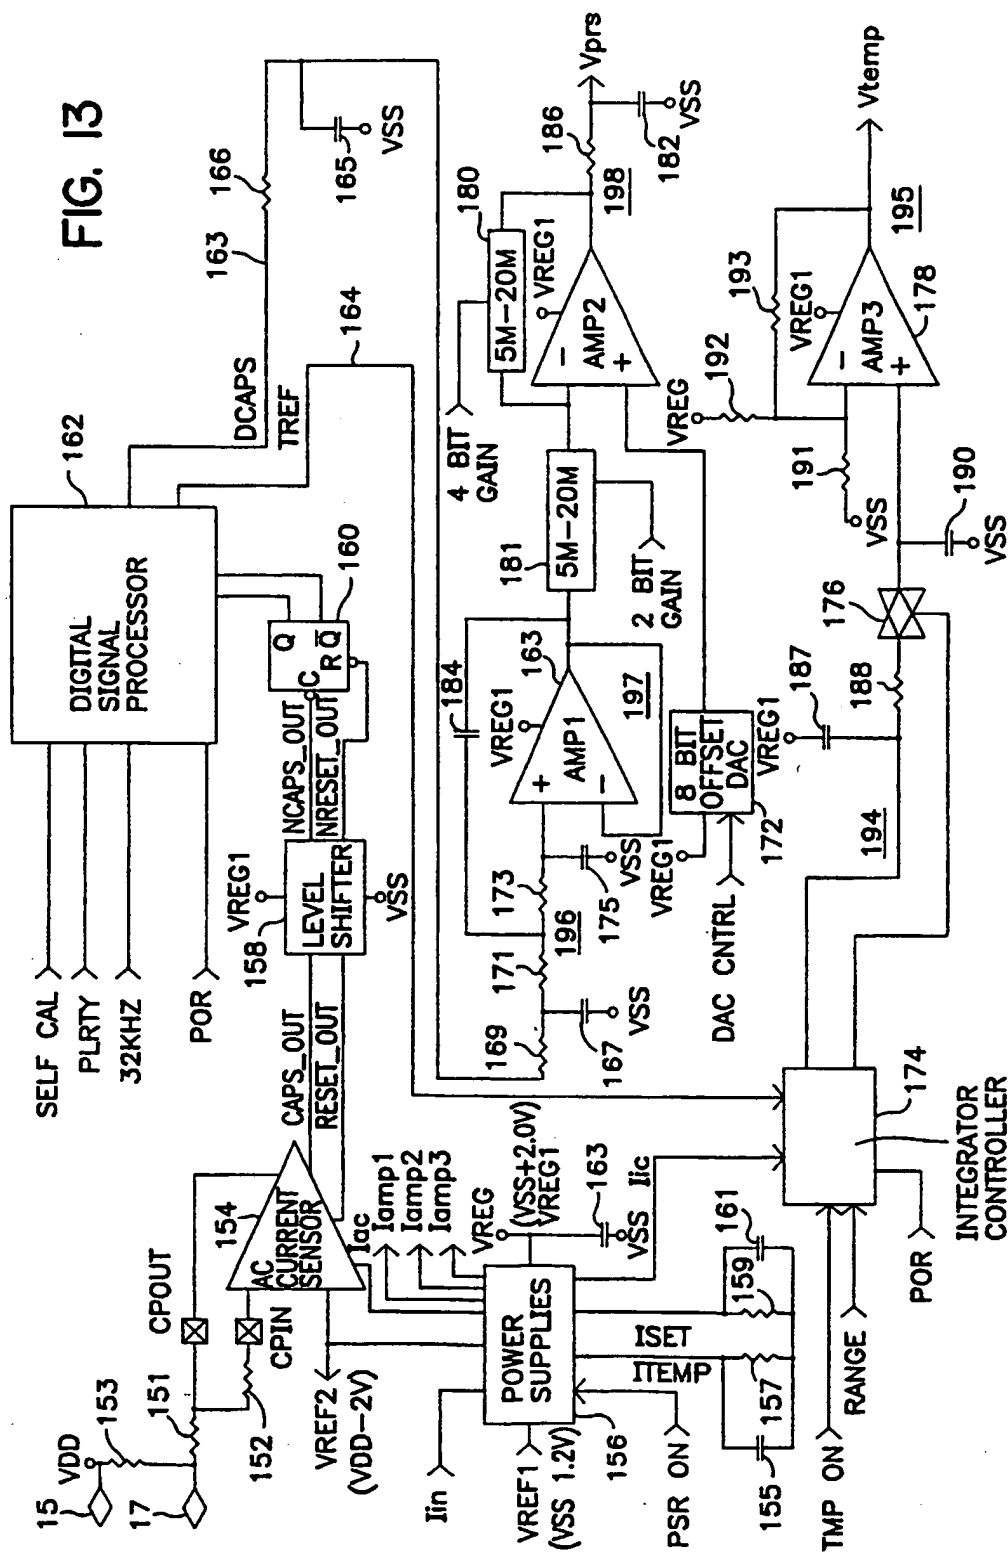 FIG. 13
162
DIGITAL
SIGNAL
PROCESSOR
SELF CAL
PLRTY
32KHZ
POR
DCAPS
TREF
163
166
164
165
VSS
Q
C
R Q̅
160
NCAPS_OUT
NRESET_OUT
VREG1
158
LEVEL
SHIFTER
VSS
CAPS_OUT
RESET_OUT
154
AC
CURRENT
SENSOR
CPOUT
CPIN
VDD
15
17
153
151
152
VREF2
(VDD-2V)
Iac
Iamp1
Iamp2
Iamp3
VREG
(VSS+2.0V)
VREG1
163
VSS
Iic
Iin
VREF1
(VSS 1.2V)
POWER
SUPPLIES
156
PSR ON
ISET
ITEMP
155
157
159
161
169
167
VSS
171
196
173
175
VSS
184
VREG1
163
+
AMP1
−
197
181
5M−20M
2 BIT
GAIN
4 BIT
GAIN
180
5M−20M
VREG1
−
AMP2
+
198
186
Vprs
182
VSS
VREG1
8 BIT
OFFSET
DAC
172
DAC CNTRL
194
VREG1
187
188
176
190
VSS
VSS
191
VREG
192
193
VREG1
−
AMP3
+
178
195
Vtemp
174
INTEGRATOR
CONTROLLER
TMP ON
RANGE
POR